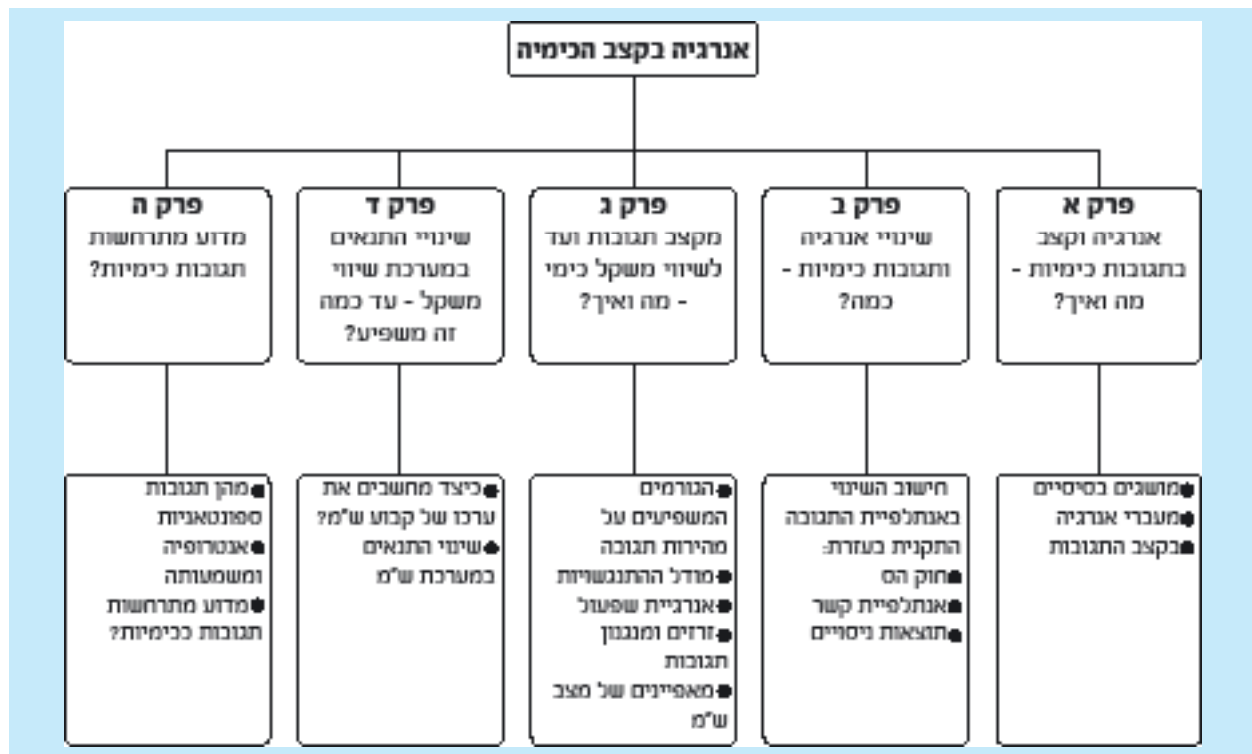 אנרגיה בקצב הכימיה
פרק א
אנרגיה וקצב
בתגובות כימיות -
מה ואיך?
פרק ב
שינויי אנרגיה
ותגובות כימיות -
כמה?
פרק ג
מקצב תגובות ועד
לשיווי משקל כימי
- מה ואיך?
פרק ד
שינויי התנאים
במערכת שיווי
משקל - עד כמה
זה משפיע?
פרק ה
מדוע מתרחשות
תגובות כימיות?
●מושגים בסיסיים
●מעברי אנרגיה
●בקצב התגובות
חישוב השינוי
באנתלפיית התגובה
התקנית בעזרת:
●חוק הס
●אנתלפיית קשר
●תוצאות ניסויים
●הגורמים
המשפיעים על
מהירות תגובה
●מודל ההתנגשויות
●אנרגיית שפעול
●זרזים ומנגנון
תגובות
●מאפיינים של מצב
ש"מ
●כיצד מחשבים את
ערכו של קבוע ש"מ?
●שינוי התנאים
במערכת ש"מ
●מהן תגובות
ספונטאניות
●אנטרופיה
ומשמעותה
●מדוע מתרחשות
תגובות ככימיות?